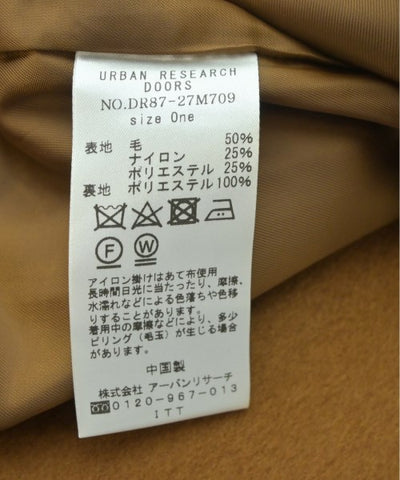 URBAN RESEARCH
DOORS
NO.DR87-27M709
size One
表地 毛 50%
ナイロン 25%
ポリエステル 25%
裏地 ポリエステル 100%
F W
アイロン掛けはあて布使用
長時間日光に当たったり、摩擦、
水濡れなどによる色落ちや色移
りすることがあります。
着用中の摩擦などにより、多少
ピリング(毛玉)が生じる場合
があります。
中国製
株式会社 アーバンリサーチ
0120-967-013
ITT